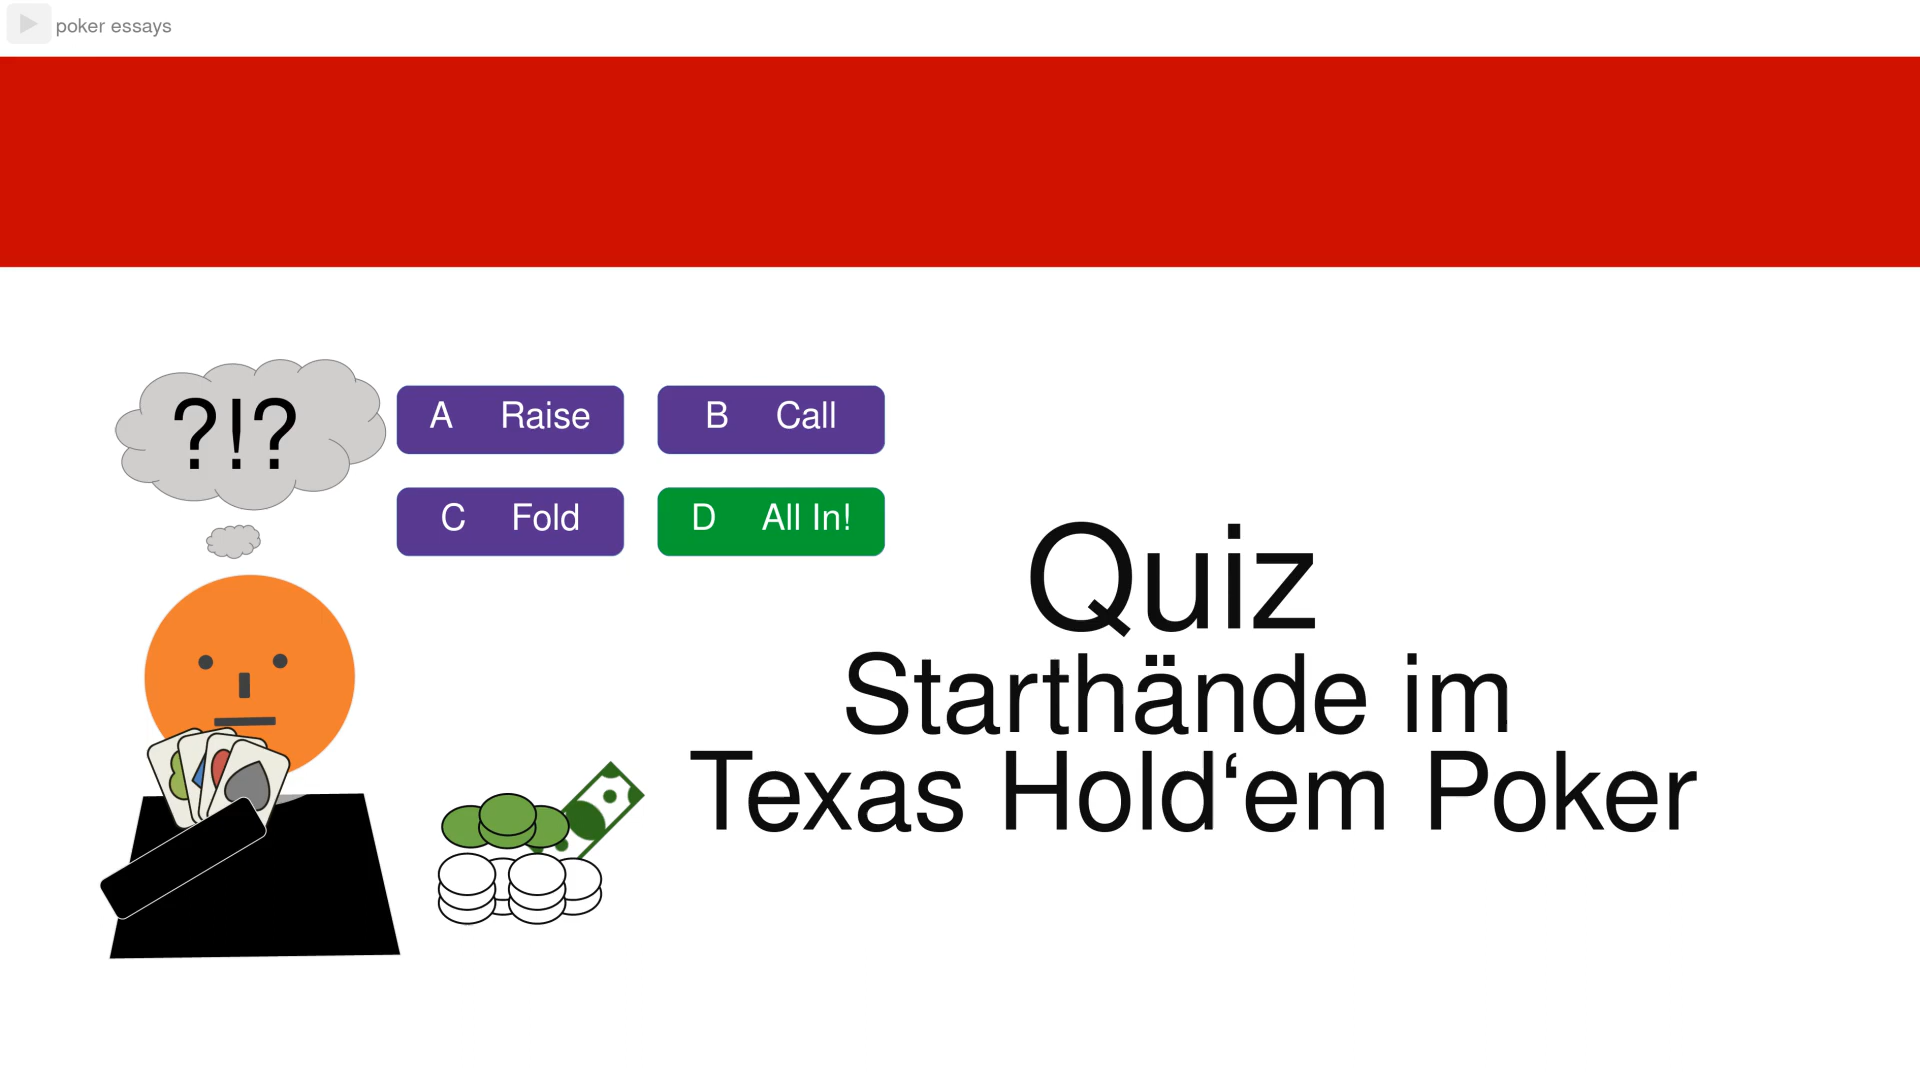 poker essays
?!?
A Raise
B Call
C Fold
D All In!
Quiz
Starthände im
Texas Hold‘em Poker